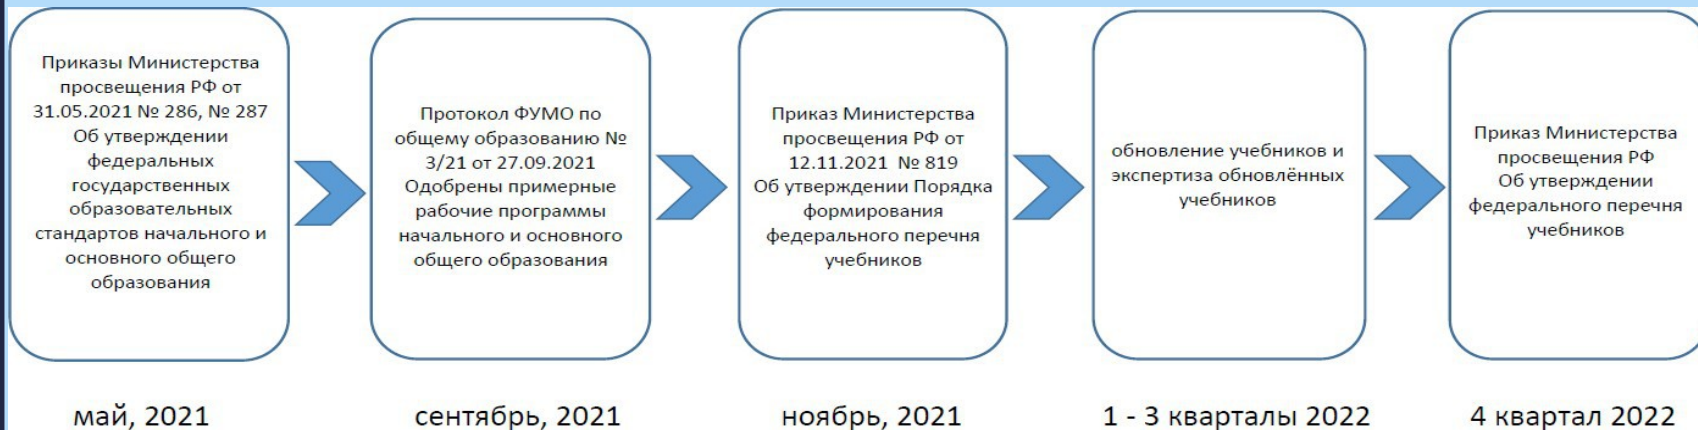 Приказы Министерства
просвещения РФ от
31.05.2021 № 286, № 287
Об утверждении
федеральных
государственных
образовательных
стандартов начального и
основного общего
образования
Протокол ФУМО по
общему образованию №
3/21 от 27.09.2021
Одобрены примерные
рабочие программы
начального и основного
общего образования
Приказ Министерства
просвещения РФ от
12.11.2021 № 819
Об утверждении Порядка
формирования
федерального перечня
учебников
обновление учебников и
экспертиза обновлённых
учебников
Приказ Министерства
просвещения РФ
Об утверждении
федерального перечня
учебников
май, 2021
сентябрь, 2021
ноябрь, 2021
1 - 3 кварталы 2022
4 квартал 2022